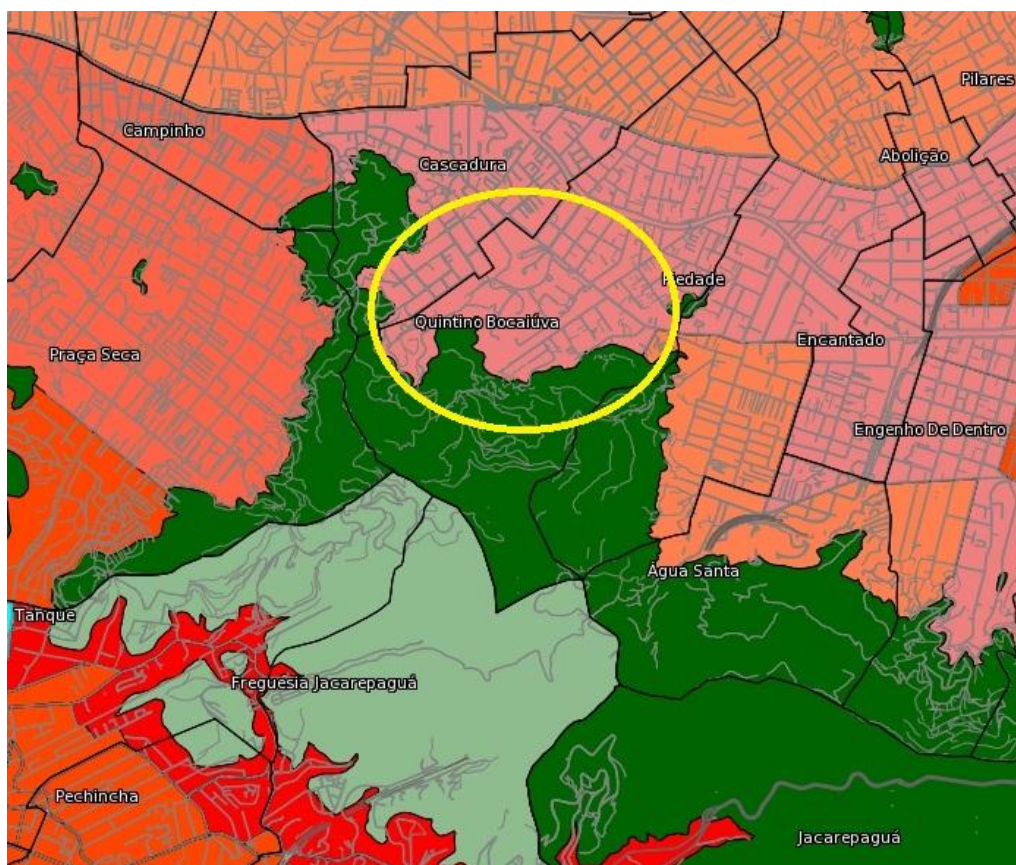 Pilares
Campinho
Abolição
Cascadura
Piedade
Quintino Bocaiúva
Encantado
Praça Seca
Engenho De Dentro
Água Santa
Tanque
Freguesia Jacarepaguá
Pechincha
Jacarepaguá